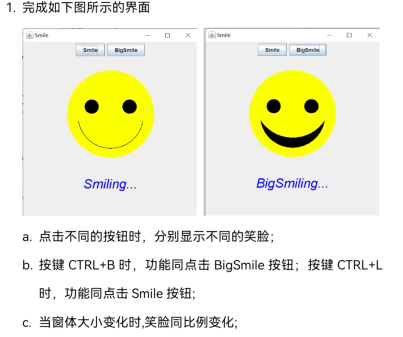 1. 完成如下图所示的界面
Smile
Smile
Smile BigSmile
Smile BigSmile
Smiling...
BigSmiling...
a. 点击不同的按钮时，分别显示不同的笑脸；
b. 按键 CTRL+B 时，功能同点击 BigSmile 按钮；按键 CTRL+L
时，功能同点击 Smile 按钮；
c. 当窗体大小变化时,笑脸同比例变化;